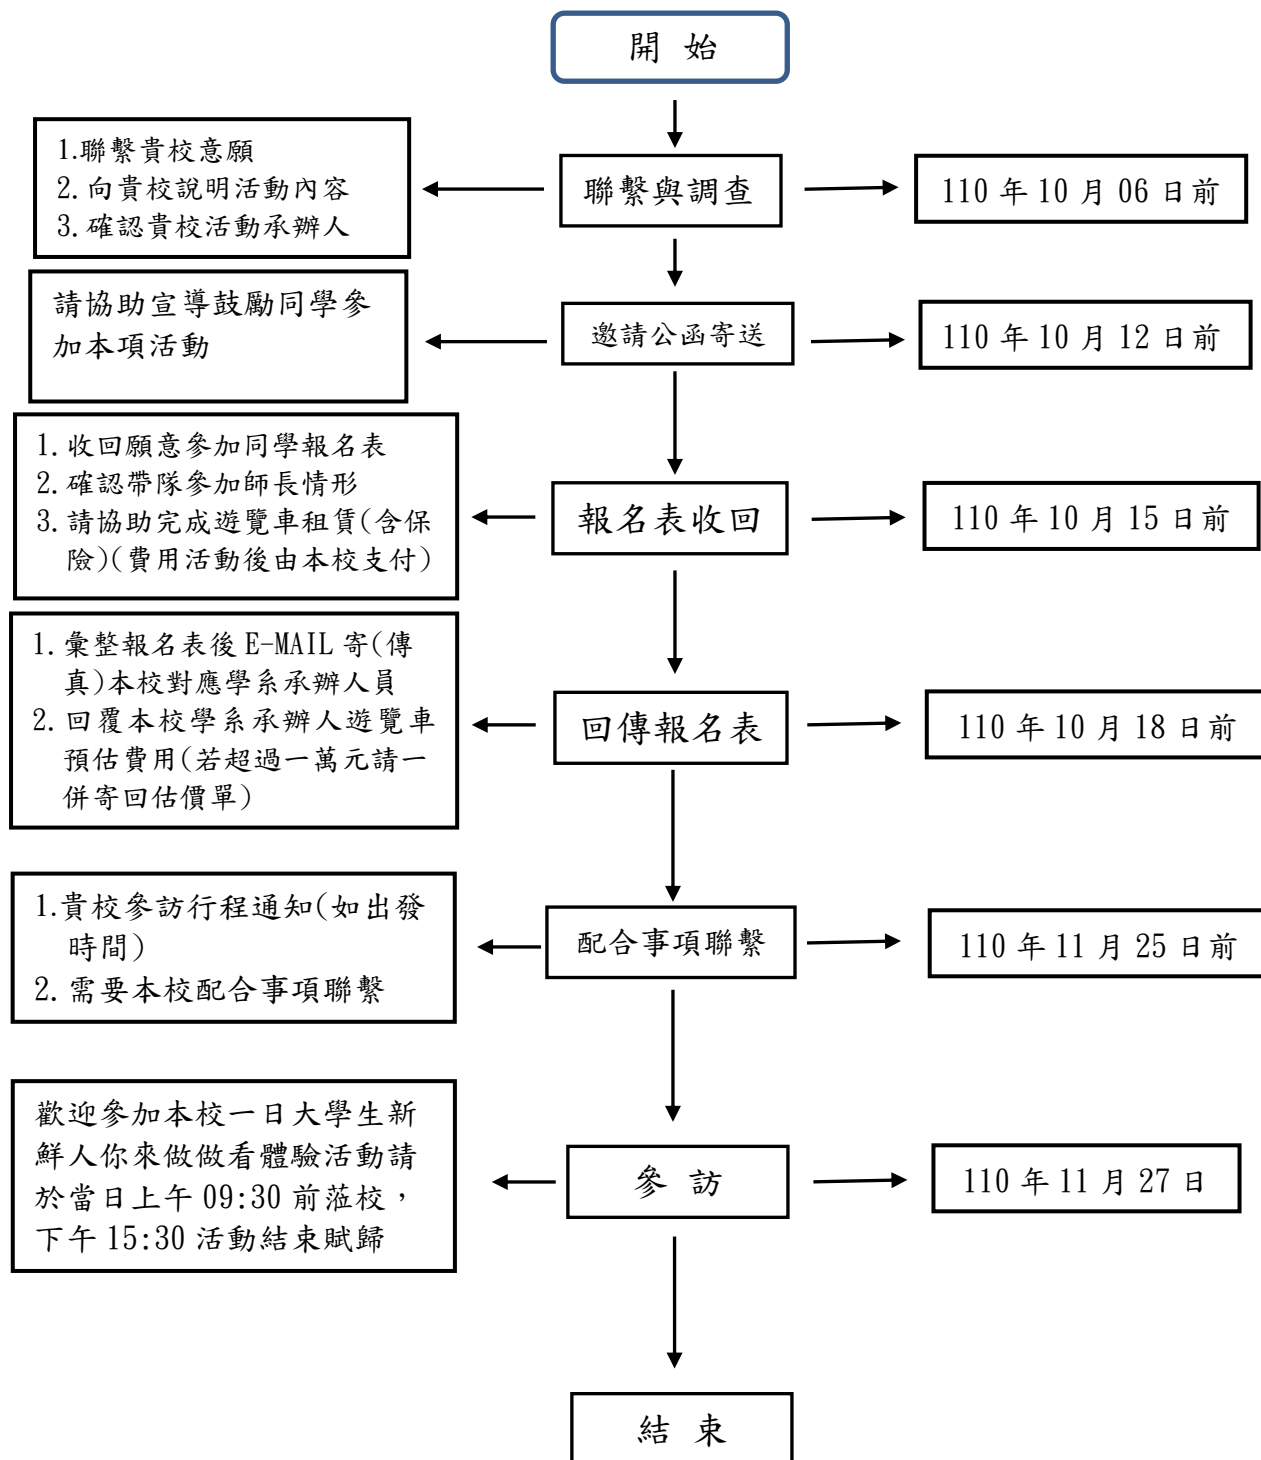 開 始
1.聯繫貴校意願
2.向貴校說明活動內容
3.確認貴校活動承辦人
聯繫與調查
110 年 10 月 06 日前
請協助宣導鼓勵同學參
加本項活動
邀請公函寄送
110 年 10 月 12 日前
1.收回願意參加同學報名表
2.確認帶隊參加師長情形
3.請協助完成遊覽車租賃(含保
險)(費用活動後由本校支付)
報名表收回
110 年 10 月 15 日前
1.彙整報名表後 E-MAIL 寄(傳
真)本校對應學系承辦人員
2.回覆本校學系承辦人遊覽車
預估費用(若超過一萬元請一
併寄回估價單)
回傳報名表
110 年 10 月 18 日前
1.貴校參訪行程通知(如出發
時間)
2.需要本校配合事項聯繫
配合事項聯繫
110 年 11 月 25 日前
歡迎參加本校一日大學生新
鮮人你來做做看體驗活動請
於當日上午 09:30 前蒞校，
下午 15:30 活動結束賦歸
參 訪
110 年 11 月 27 日
結 束